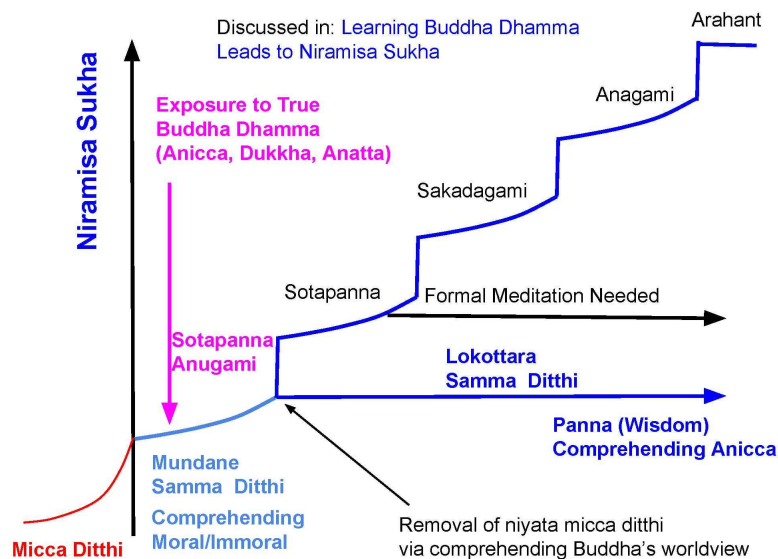 Discussed in: Learning Buddha Dhamma
Leads to Niramisa Sukha
Arahant
Niramisa Sukha
Exposure to True
Buddha Dhamma
(Anicca, Dukkha, Anatta)
Anagami
Sakadagami
Sotapanna
Formal Meditation Needed
Sotapanna
Anugami
Lokottara
Samma Ditthi
Panna (Wisdom)
Comprehending Anicca
Mundane
Samma Ditthi
Comprehending
Moral/Immoral
Micca Ditthi
Removal of niyata micca ditthi
via comprehending Buddha's worldview